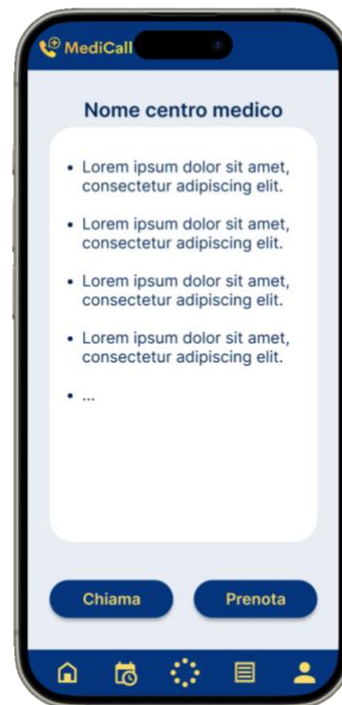 MediCall
Nome centro medico
• Lorem ipsum dolor sit amet,
consectetur adipiscing elit.
• Lorem ipsum dolor sit amet,
consectetur adipiscing elit.
• Lorem ipsum dolor sit amet,
consectetur adipiscing elit.
• Lorem ipsum dolor sit amet,
consectetur adipiscing elit.
• ...
Chiama Prenota